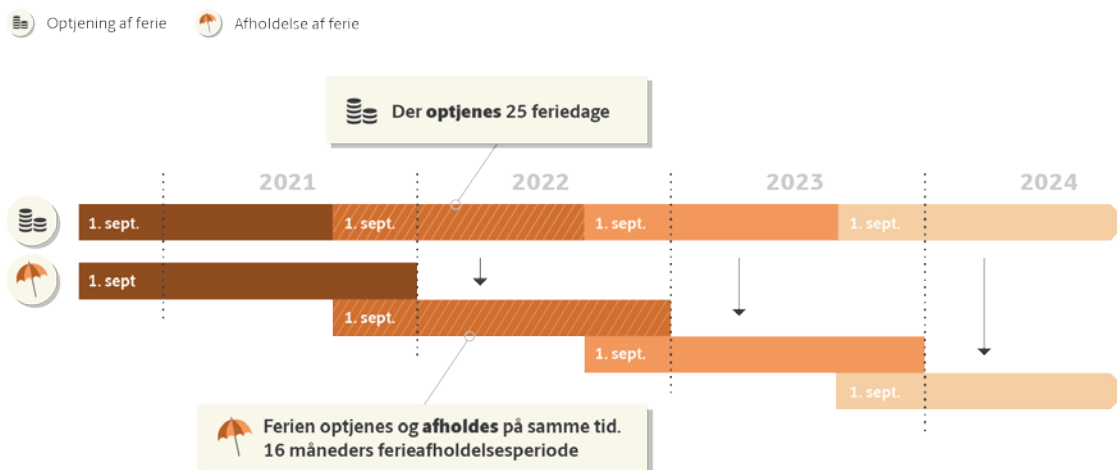 Optjening af ferie
Afholdelse af ferie
Der optjenes 25 feriedage
2021
2022
2023
2024
1. sept.
1. sept.
1. sept.
1. sept.
1. sept
1. sept.
1. sept.
1. sept.
Ferien optjenes og afholdes på samme tid.
16 måneders ferieafholdelsesperiode